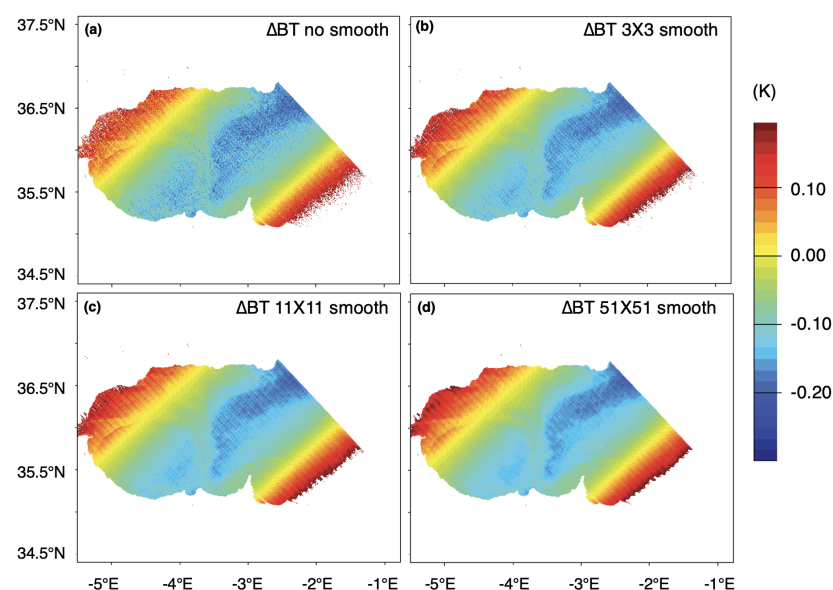 37.5°N
(a) ΔBT no smooth
(b) ΔBT 3X3 smooth
(K)
36.5°N
35.5°N
34.5°N
0.10
0.00
-0.10
-0.20
37.5°N
(c) ΔBT 11X11 smooth
(d) ΔBT 51X51 smooth
36.5°N
35.5°N
34.5°N
-5°E -4°E -3°E -2°E -1°E
-5°E -4°E -3°E -2°E -1°E